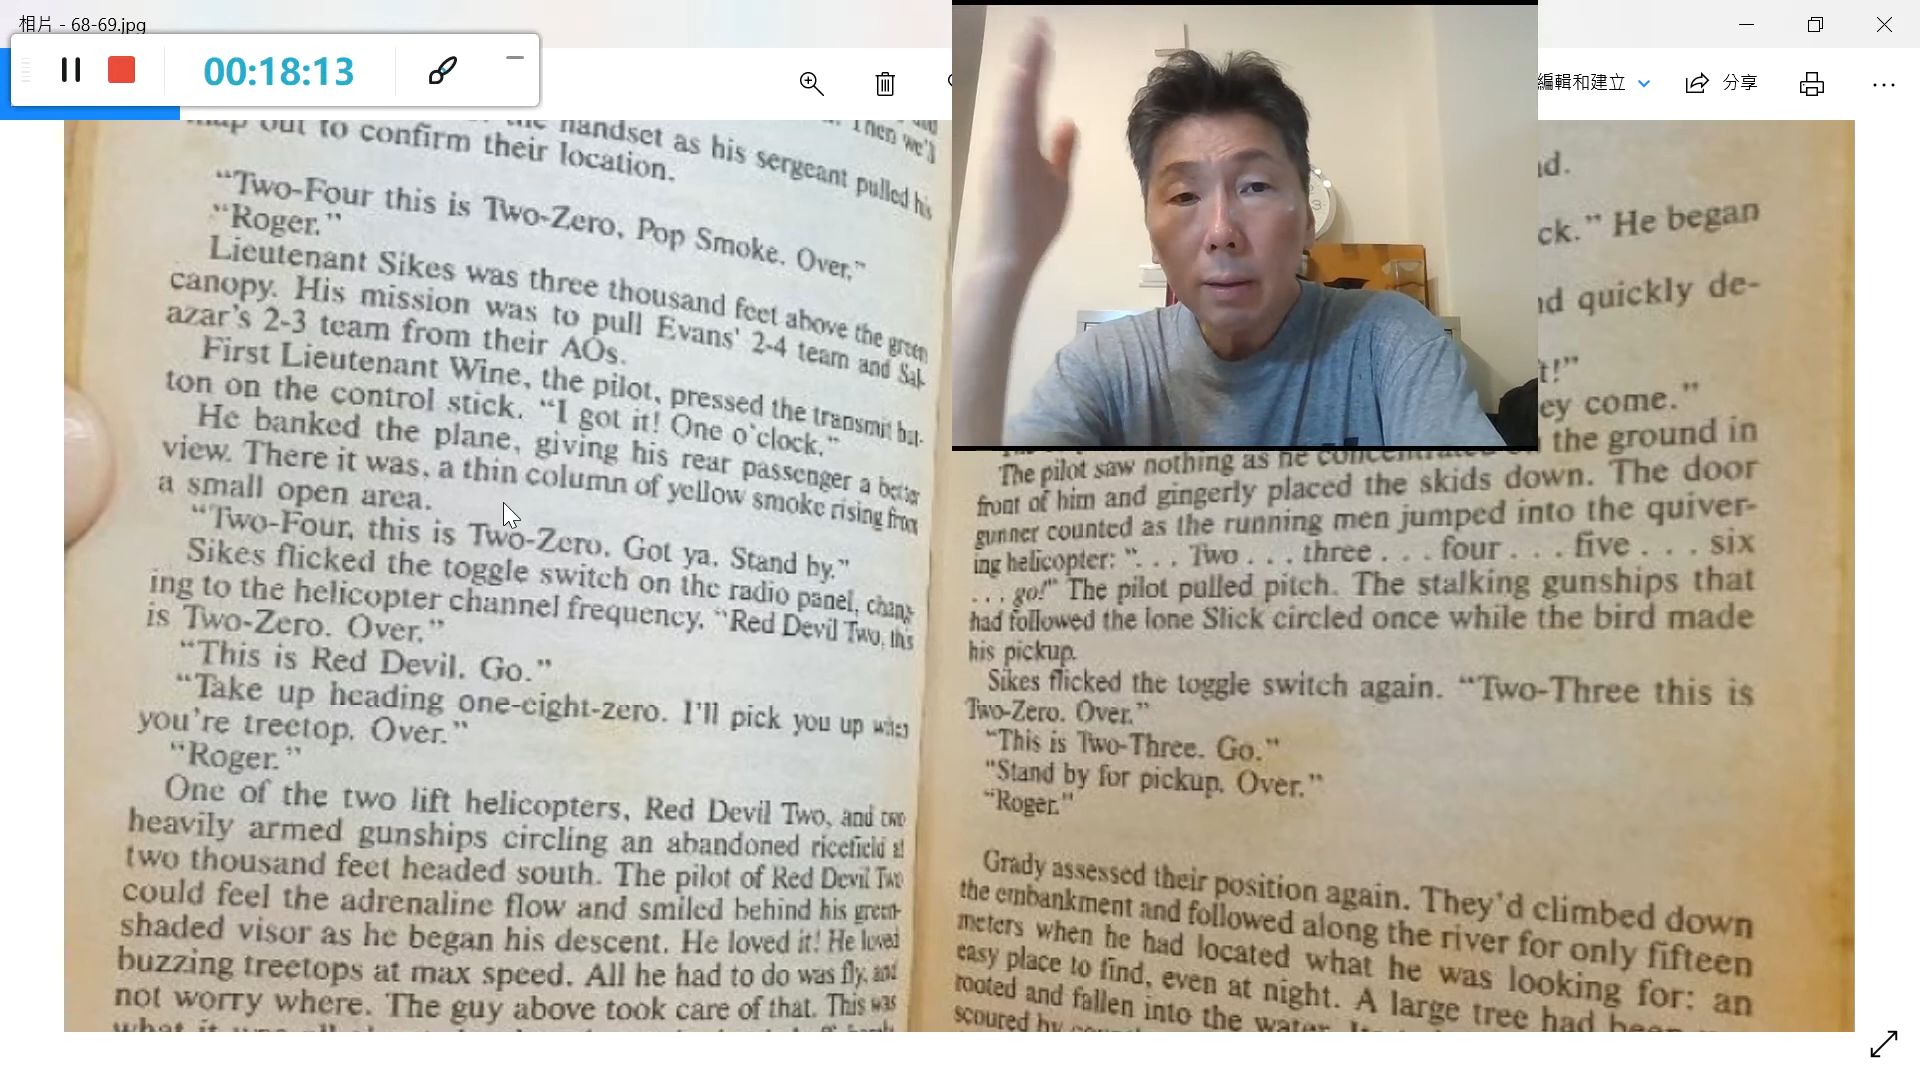 相片 - 68-69.jpg
00:18:13
編輯和建立
分享
Then we'll
the handset as his sergeant pulled his
map out to confirm their location.
“Two-Four this is Two-Zero, Pop Smoke. Over.”
“Roger.”
Lieutenant Sikes was three thousand feet above the green
canopy. His mission was to pull Evans' 2-4 team and Sal-
azar's 2-3 team from their AOs.
First Lieutenant Wine, the pilot, pressed the transmit but-
ton on the control stick. “I got it! One o'clock.”
He banked the plane, giving his rear passenger a better
view. There it was, a thin column of yellow smoke rising from
a small open area.
“Two-Four, this is Two-Zero. Got ya. Stand by.”
Sikes flicked the toggle switch on the radio panel, chang-
ing to the helicopter channel frequency. “Red Devil Two, this
is Two-Zero. Over.”
“This is Red Devil. Go.”
“Take up heading one-eight-zero. I'll pick you up when
you're treetop. Over.”
“Roger.”
One of the two lift helicopters, Red Devil Two, and two
heavily armed gunships circling an abandoned ricefield at
two thousand feet headed south. The pilot of Red Devil Two
could feel the adrenaline flow and smiled behind his green-
shaded visor as he began his descent. He loved it! He loved
buzzing treetops at max speed. All he had to do was fly, and
not worry where. The guy above took care of that. This was
what it was all
ck.” He began
quickly de-
t!”
ey come.”
The pilot saw nothing as he concentrated on the ground in
front of him and gingerly placed the skids down. The door
gunner counted as the running men jumped into the quiver-
ing helicopter: “. . . Two . . . three . . . four . . . five . . . six
. . . go!” The pilot pulled pitch. The stalking gunships that
had followed the lone Slick circled once while the bird made
his pickup.
Sikes flicked the toggle switch again. “Two-Three this is
Two-Zero. Over.”
“This is Two-Three. Go.”
“Stand by for pickup. Over.”
“Roger.”
Grady assessed their position again. They'd climbed down
the embankment and followed along the river for only fifteen
meters when he had located what he was looking for: an
easy place to find, even at night. A large tree had been
rooted and fallen into the water.
scoured by